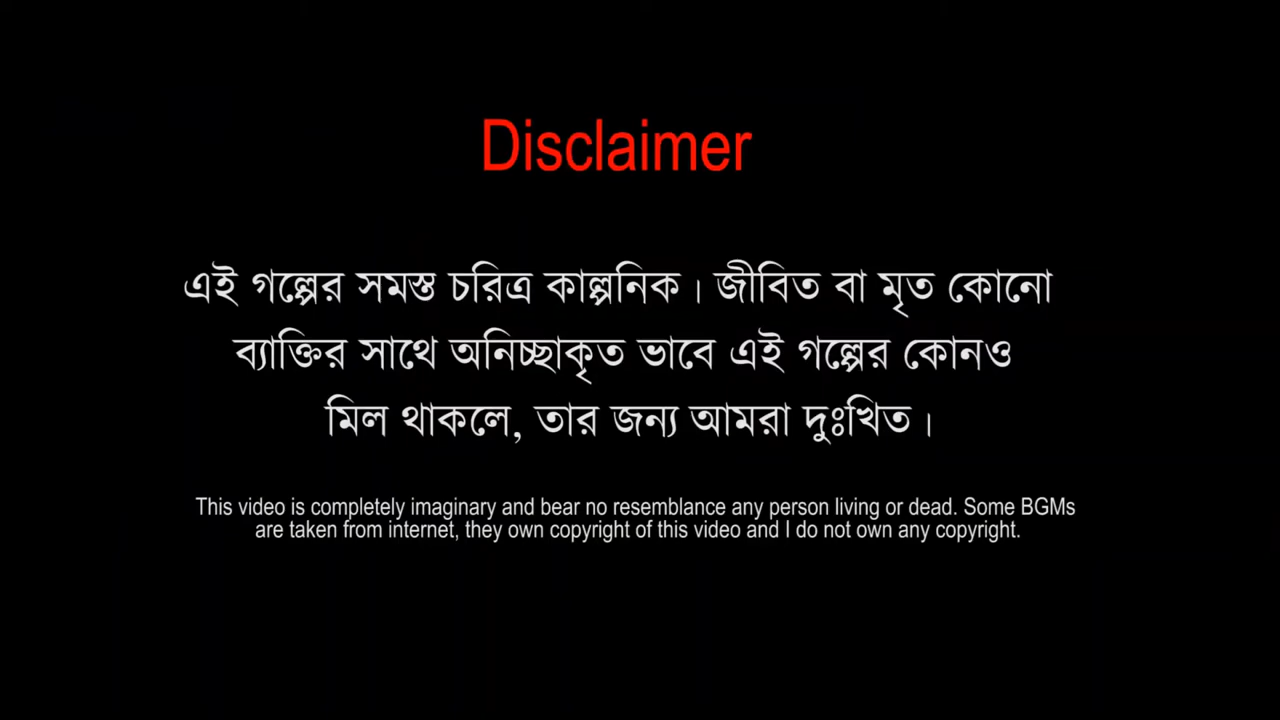 Disclaimer
এই গল্পের সমস্ত চরিত্র কাল্পনিক। জীবিত বা মৃত কোনো
ব্যাক্তির সাথে অনিচ্ছাকৃত ভাবে এই গল্পের কোনও
মিল থাকলে, তার জন্য আমরা দুঃখিত।
This video is completely imaginary and bear no resemblance any person living or dead. Some BGMs
are taken from internet, they own copyright of this video and I do not own any copyright.